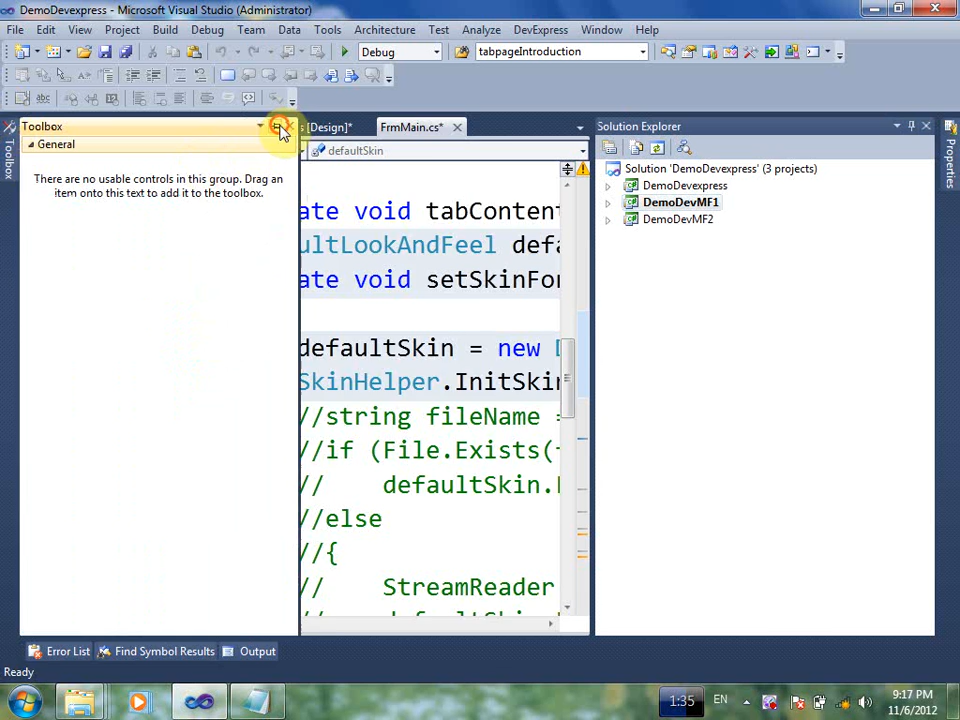 DemoDevexpress - Microsoft Visual Studio (Administrator)
File Edit View Project Build Debug Team Data Tools Architecture Test Analyze DevExpress Window Help
Debug tabpageIntroduction
Toolbox
General
There are no usable controls in this group. Drag an
item onto this text to add it to the toolbox.
Toolbox
s [Design]* FrmMain.cs*
defaultSkin
ate void tabContent
ultLookAndFeel defa
ate void setSkinFo
defaultSkin = new D
SkinHelper.InitSkin
//string fileName =
//if (File.Exists(
// defaultSkin.
//else
//{
// StreamReader
Solution Explorer
Solution 'DemoDevexpress' (3 projects)
DemoDevexpress
DemoDevMF1
DemoDevMF2
Properties
Error List Find Symbol Results Output
Ready
1:35 EN 9:17 PM
11/6/2012